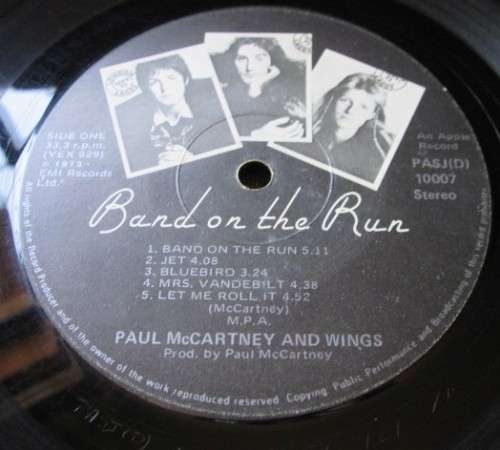 SIDE ONE
33.3 r.p.m.
(YEX 929)
℗ 1973
EMI Records
Ltd.
An Apple
Record
PASJ(D)
10007
Stereo
Band on the Run
1. BAND ON THE RUN 5.11
2. JET 4.08
3. BLUEBIRD 3.24
4. MRS. VANDEBILT 4.38
5. LET ME ROLL IT 4.52
(McCartney)
M.P.A.
PAUL McCARTNEY AND WINGS
Prod. by Paul McCartney
All rights of the Record Producer and of the owner of the work reproduced reserved. Copying Public Performance and Broadcasting of this